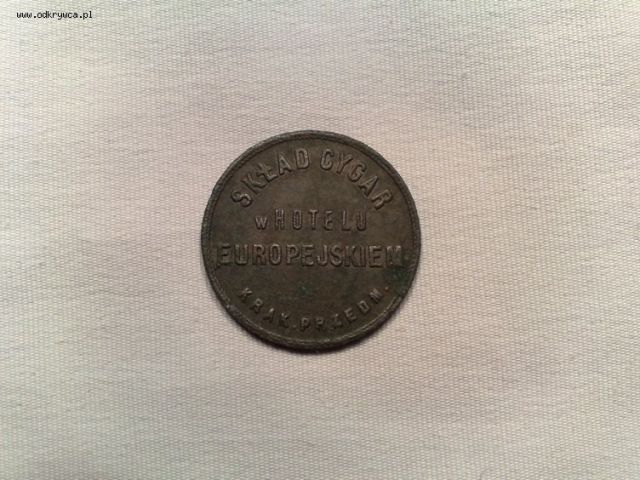 www.odkrywca.pl
SKŁAD CYGAR
w HOTELU
EUROPEJSKIEM
KRAK. PRZEDM.